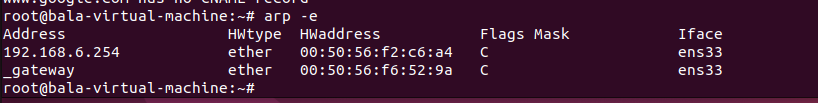 www.google.com has no CNAME record
root@bala-virtual-machine:~# arp -e
Address HWtype HWaddress Flags Mask Iface
192.168.6.254 ether 00:50:56:f2:c6:a4 C ens33
_gateway ether 00:50:56:f6:52:9a C ens33
root@bala-virtual-machine:~#